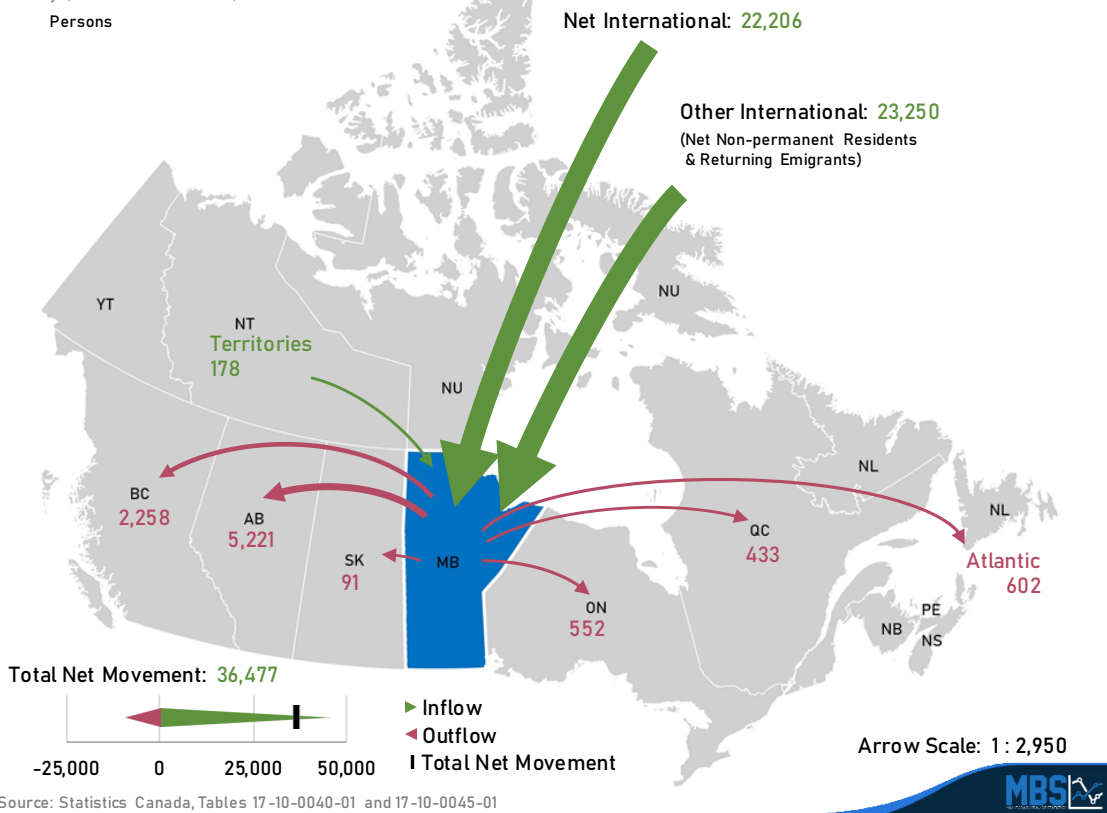 Persons
Net International: 22,206
Other International: 23,250
(Net Non-permanent Residents
& Returning Emigrants)
YT
NT
Territories
178
NU
NU
BC
2,258
AB
5,221
SK
91
MB
ON
552
QC
433
NL
NL
Atlantic
602
PE
NB
NS
Total Net Movement: 36,477
-25,000 0 25,000 50,000
Inflow
Outflow
Total Net Movement
Arrow Scale: 1 : 2,950
Source: Statistics Canada, Tables 17-10-0040-01 and 17-10-0045-01
MBS